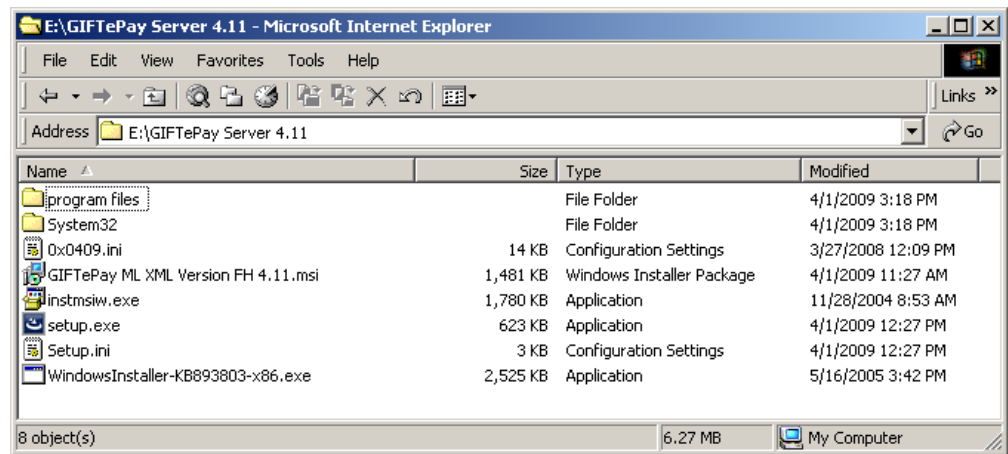 E:\GIFTePay Server 4.11 - Microsoft Internet Explorer
File Edit View Favorites Tools Help
Links »
Address E:\GIFTePay Server 4.11 Go
Name Size Type Modified
program files File Folder 4/1/2009 3:18 PM
System32 File Folder 4/1/2009 3:18 PM
0x0409.ini 14 KB Configuration Settings 3/27/2008 12:09 PM
GIFTePay ML XML Version FH 4.11.msi 1,481 KB Windows Installer Package 4/1/2009 11:27 AM
instmsiw.exe 1,780 KB Application 11/28/2004 8:53 AM
setup.exe 623 KB Application 4/1/2009 12:27 PM
Setup.ini 3 KB Configuration Settings 4/1/2009 12:27 PM
WindowsInstaller-KB893803-x86.exe 2,525 KB Application 5/16/2005 3:42 PM
8 object(s) 6.27 MB My Computer